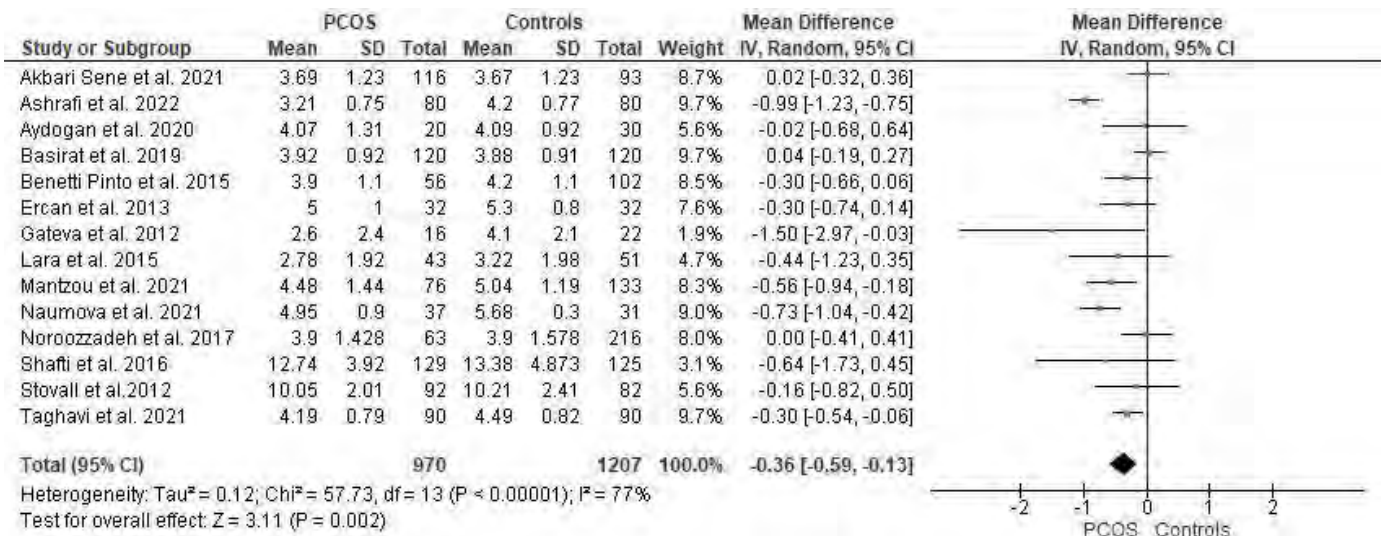 PCOS Controls Mean Difference Mean Difference
Study or Subgroup Mean SD Total Mean SD Total Weight IV, Random, 95% CI IV, Random, 95% CI
Akbari Sene et al. 2021 3.69 1.23 116 3.67 1.23 93 8.7% 0.02 [-0.32, 0.36]
Ashrafi et al. 2022 3.21 0.75 80 4.2 0.77 80 9.7% -0.99 [-1.23, -0.75]
Aydogan et al. 2020 4.07 1.31 20 4.09 0.92 30 5.6% -0.02 [-0.68, 0.64]
Basirat et al. 2019 3.92 0.92 120 3.88 0.91 120 9.7% 0.04 [-0.19, 0.27]
Benetti Pinto et al. 2015 3.9 1.1 56 4.2 1.1 102 8.5% -0.30 [-0.66, 0.06]
Ercan et al. 2013 5 1 32 5.3 0.8 32 7.6% -0.30 [-0.74, 0.14]
Gateva et al. 2012 2.6 2.4 16 4.1 2.1 22 1.9% -1.50 [-2.97, -0.03]
Lara et al. 2015 2.78 1.92 43 3.22 1.98 51 4.7% -0.44 [-1.23, 0.35]
Mantzou et al. 2021 4.48 1.44 76 5.04 1.19 133 8.3% -0.56 [-0.94, -0.18]
Naumova et al. 2021 4.95 0.9 37 5.68 0.3 31 9.0% -0.73 [-1.04, -0.42]
Noroozzadeh et al. 2017 3.9 1.428 63 3.9 1.578 216 8.0% 0.00 [-0.41, 0.41]
Shafti et al. 2016 12.74 3.92 129 13.38 4.873 125 3.1% -0.64 [-1.73, 0.45]
Stovall et al.2012 10.05 2.01 92 10.21 2.41 82 5.6% -0.16 [-0.82, 0.50]
Taghavi et al. 2021 4.19 0.79 90 4.49 0.82 90 9.7% -0.30 [-0.54, -0.06]
Total (95% CI) 970 1207 100.0% -0.36 [-0.59, -0.13]
Heterogeneity: Tau² = 0.12; Chi² = 57.73, df = 13 (P < 0.00001); I² = 77%
Test for overall effect: Z = 3.11 (P = 0.002)
-2 -1 0 1 2
PCOS Controls